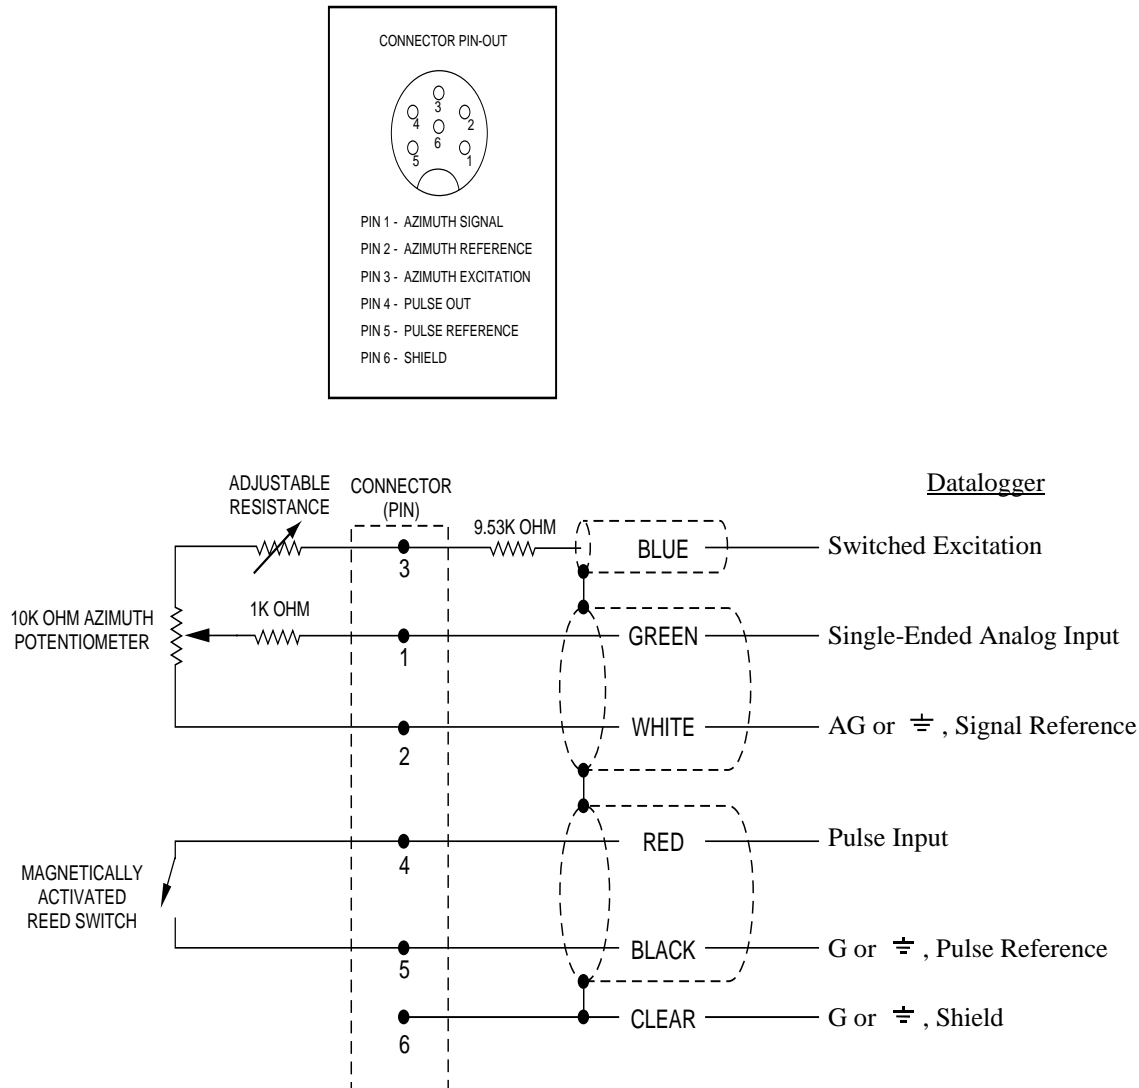 CONNECTOR PIN-OUT
3
4
2
6
5
1
PIN 1 - AZIMUTH SIGNAL
PIN 2 - AZIMUTH REFERENCE
PIN 3 - AZIMUTH EXCITATION
PIN 4 - PULSE OUT
PIN 5 - PULSE REFERENCE
PIN 6 - SHIELD
Datalogger
ADJUSTABLE
RESISTANCE
CONNECTOR
(PIN)
9.53K OHM
BLUE
Switched Excitation
3
10K OHM AZIMUTH
POTENTIOMETER
1K OHM
GREEN
Single-Ended Analog Input
1
WHITE
AG or ⏚ , Signal Reference
2
RED
Pulse Input
4
MAGNETICALLY
ACTIVATED
REED SWITCH
BLACK
G or ⏚ , Pulse Reference
5
CLEAR
G or ⏚ , Shield
6